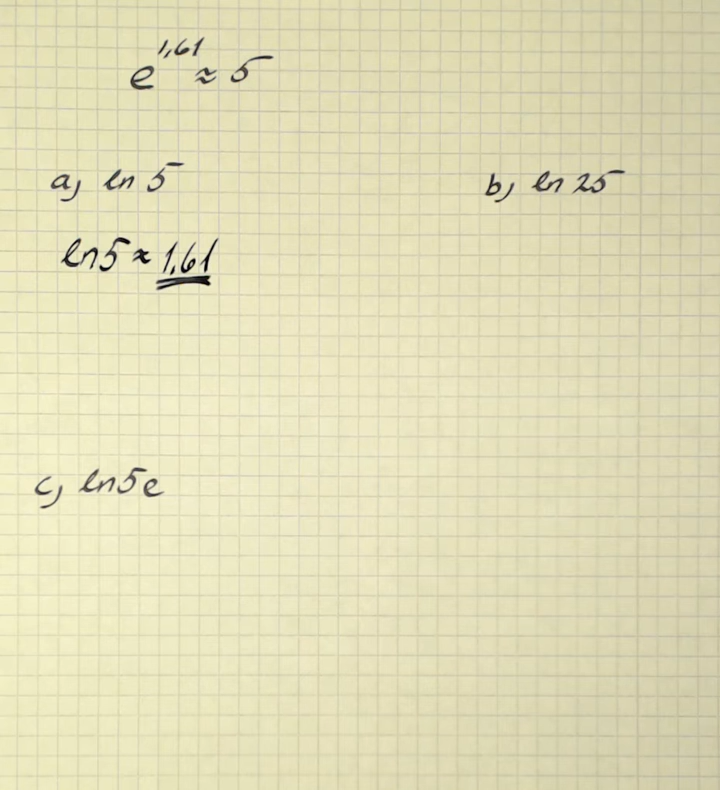 e^1,61 ≈ 5
a) ln 5
b) ln 25
ln5 ≈ 1,61
c) ln5e